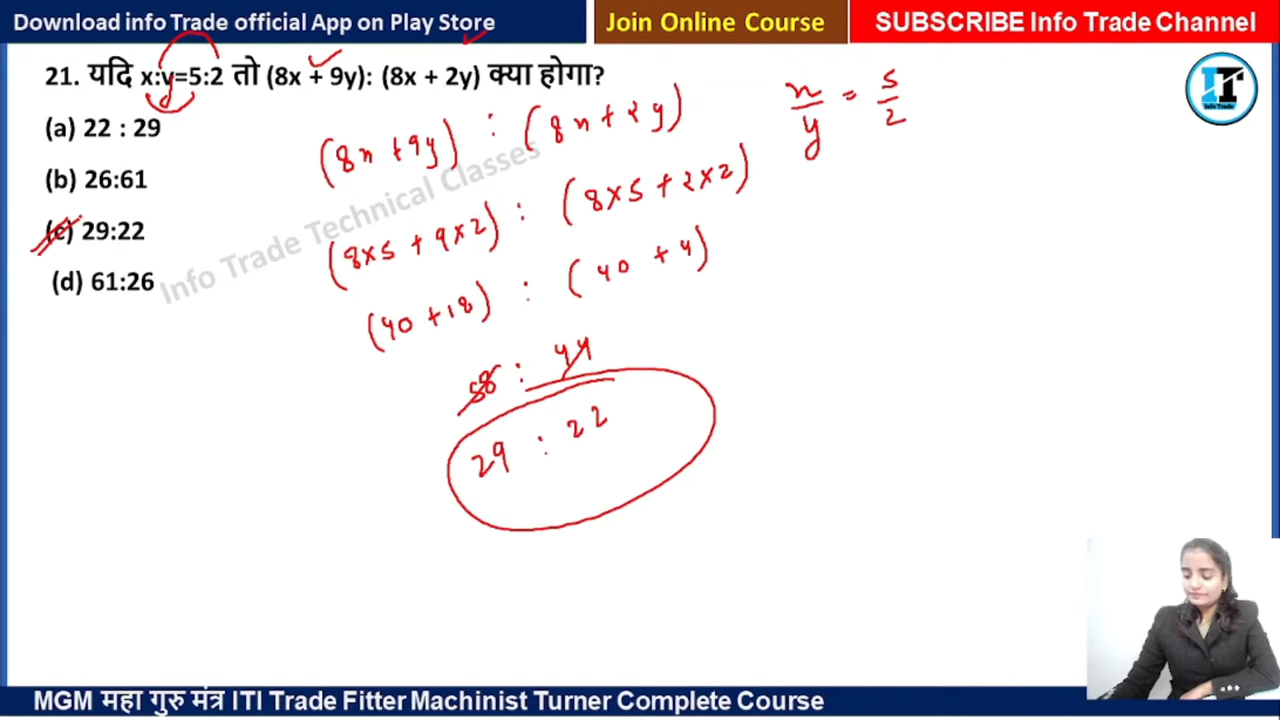 Download info Trade official App on Play Store
Join Online Course
SUBSCRIBE Info Trade Channel
21. यदि x:y=5:2 तो (8x + 9y): (8x + 2y) क्या होगा?
(a) 22 : 29
(b) 26:61
(c) 29:22
(d) 61:26
x/y = 5/2
(8x + 9y) : (8x + 2y)
(8×5 + 9×2) : (8×5 + 2×2)
(40 + 18) : (40 + 4)
58 : 44
29 : 22
Info Trade Technical Classes
IT
Info Trade
MGM महा गुरु मंत्र ITI Trade Fitter Machinist Turner Complete Course